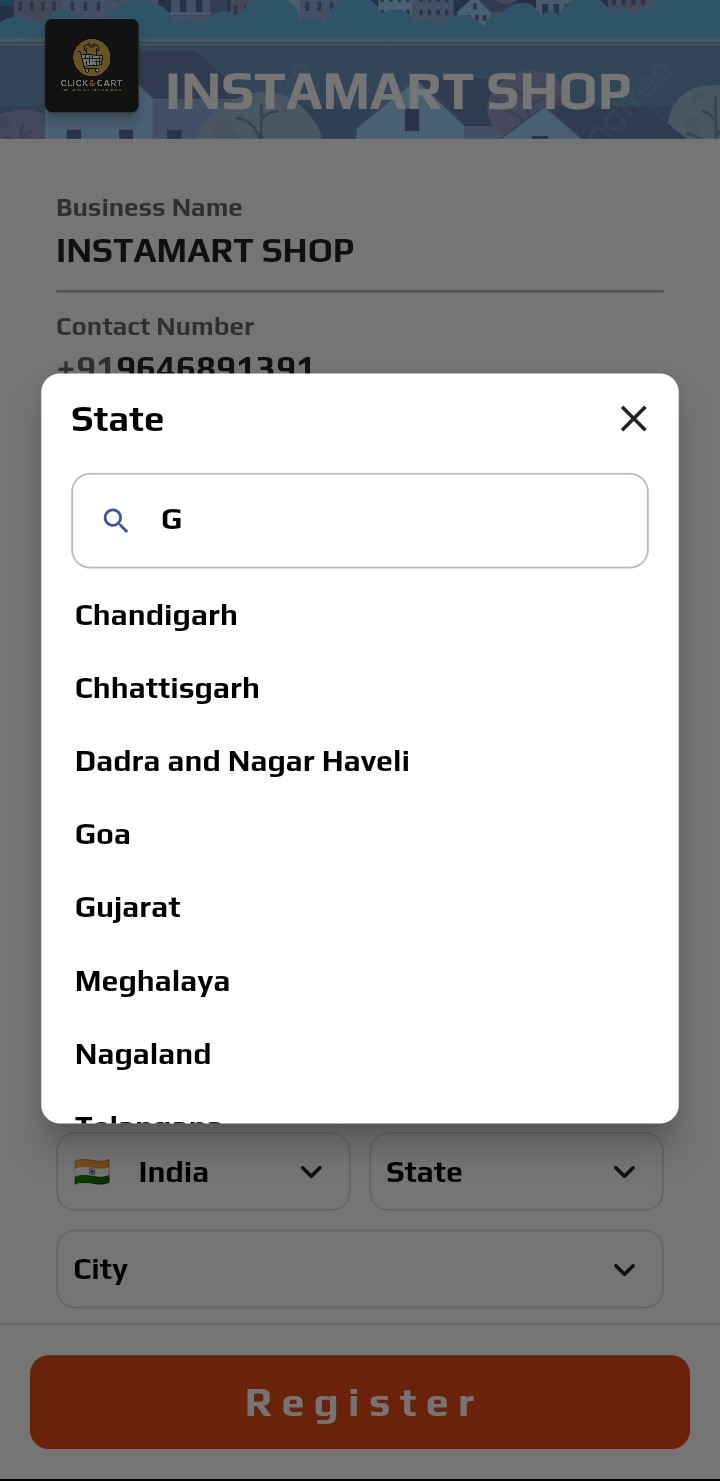 CLICK&CART
INSTAMART SHOP
Business Name
INSTAMART SHOP
Contact Number
+919646891391
State
G
Chandigarh
Chhattisgarh
Dadra and Nagar Haveli
Goa
Gujarat
Meghalaya
Nagaland
Telangana
India
State
City
Register